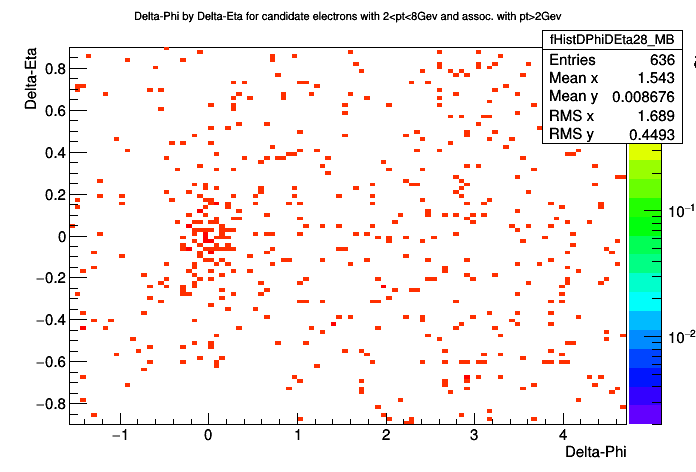 Delta-Phi by Delta-Eta for candidate electrons with 2<pt<8Gev and assoc. with pt>2Gev
fHistDPhiDEta28_MB
Entries 636
Mean x 1.543
Mean y 0.008676
RMS x 1.689
RMS y 0.4493
Delta-Eta
0.8
0.6
0.4
0.2
0
−0.2
−0.4
−0.6
−0.8
10−1
10−2
−1 0 1 2 3 4
Delta-Phi